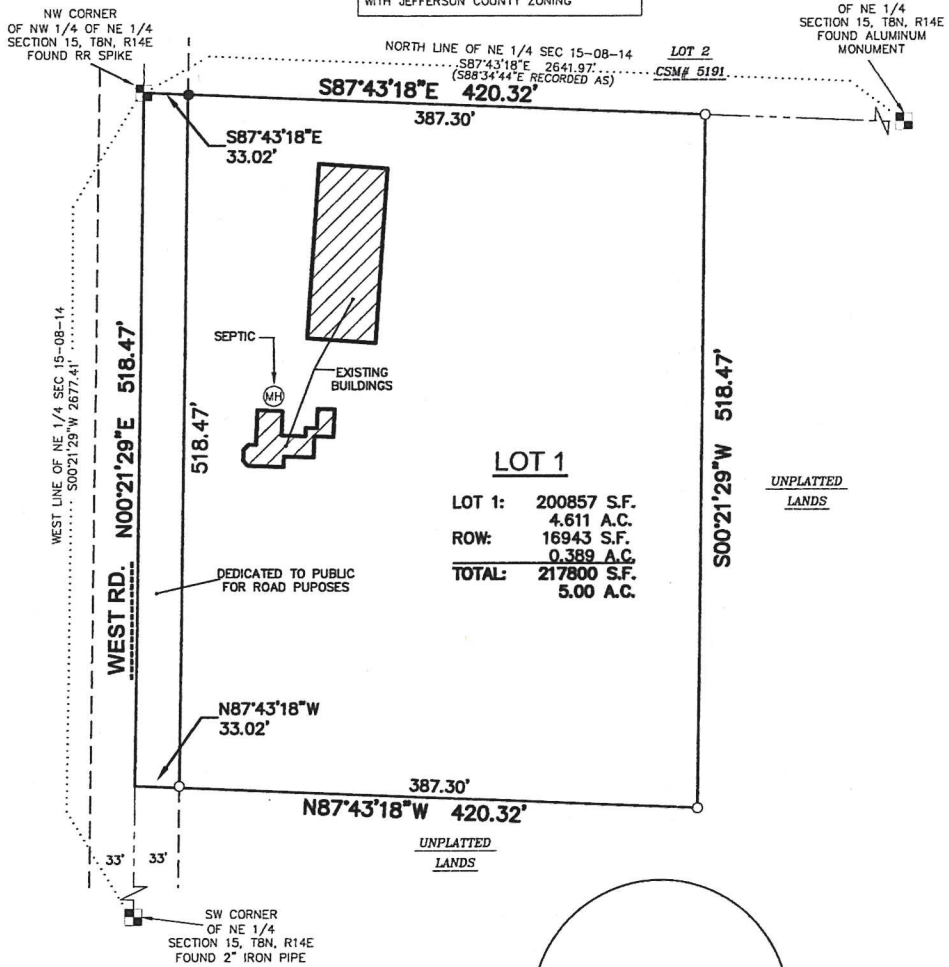 WITH JEFFERSON COUNTY ZONING
NW CORNER
OF NW 1/4 OF NE 1/4
SECTION 15, T8N, R14E
FOUND RR SPIKE
OF NE 1/4
SECTION 15, T8N, R14E
FOUND ALUMINUM
MONUMENT
NORTH LINE OF NE 1/4 SEC 15-08-14
S87°43'18"E 2641.97'
(S88°34'44"E RECORDED AS)
LOT 2
CSM# 5191
S87°43'18"E 420.32'
387.30'
S87°43'18"E
33.02'
SEPTIC
MH
EXISTING
BUILDINGS
WEST LINE OF NE 1/4 SEC 15-08-14
S00°21'29"W 2677.41'
WEST RD. N00°21'29"E 518.47'
518.47'
LOT 1
LOT 1: 200857 S.F.
4.611 A.C.
ROW: 16943 S.F.
0.389 A.C.
TOTAL: 217800 S.F.
5.00 A.C.
S00°21'29"W 518.47'
UNPLATTED
LANDS
DEDICATED TO PUBLIC
FOR ROAD PUPOSES
N87°43'18"W
33.02'
387.30'
N87°43'18"W 420.32'
UNPLATTED
LANDS
33' 33'
SW CORNER
OF NE 1/4
SECTION 15, T8N, R14E
FOUND 2" IRON PIPE